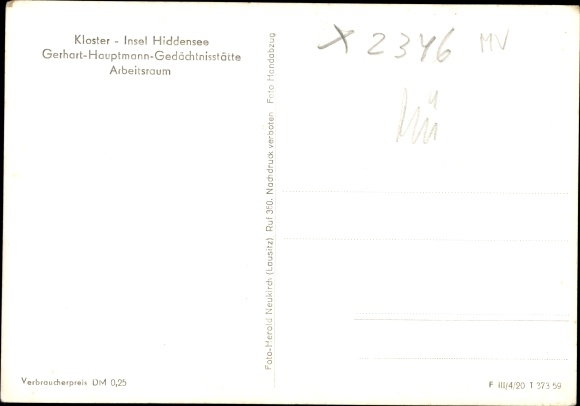 Kloster - Insel Hiddensee
Gerhart-Hauptmann-Gedächtnisstätte
Arbeitsraum
Verbraucherpreis DM 0,25
Foto-Herold Neukirch (Lausitz) Ruf 350. Nachdruck verboten Foto Handabzug
X 2346 MV
F III/4/20 T 373 59